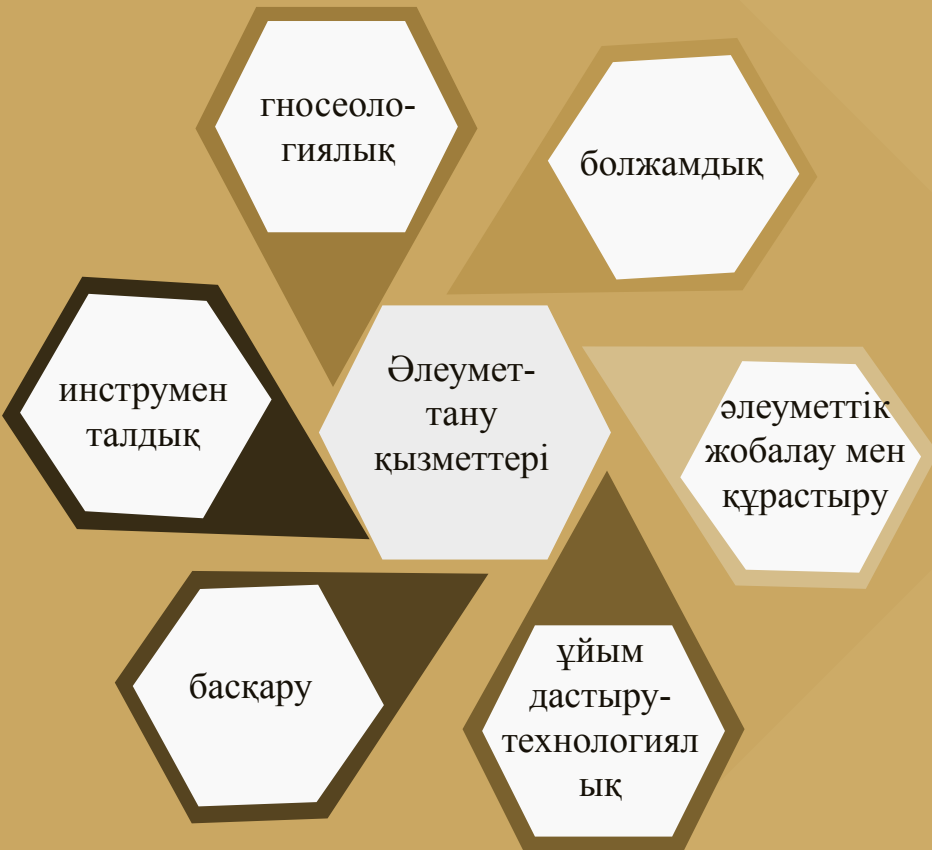 гносеоло-
гиялық
болжамдық
инструмен
талдық
Әлеумет-
тану
қызметтері
әлеуметтік
жобалау мен
құрастыру
басқару
ұйым
дастыру-
технологиял
ық